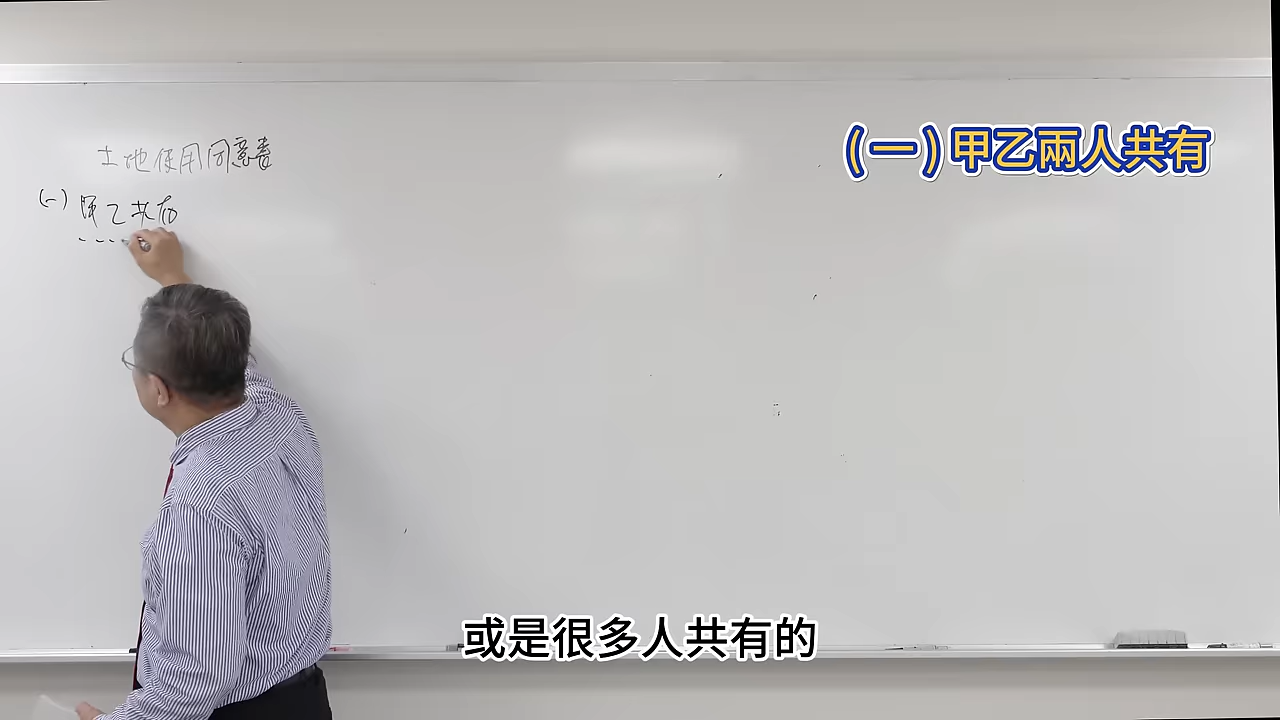 土地使用同意書
(一) 甲乙共有
(一)甲乙兩人共有
或是很多人共有的